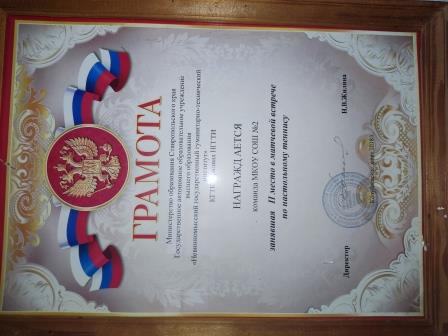 ГРАМОТА
Министерство образования Ставропольского края
Государственное автономное образовательное учреждение
высшего образования
«Невинномысский государственный гуманитарно-технический
институт»
НАГРАЖДАЕТСЯ
команда МКОУ СОШ №2
занявшая II место в матчевой встрече
по настольному теннису
Директор
Н.В.Жилина